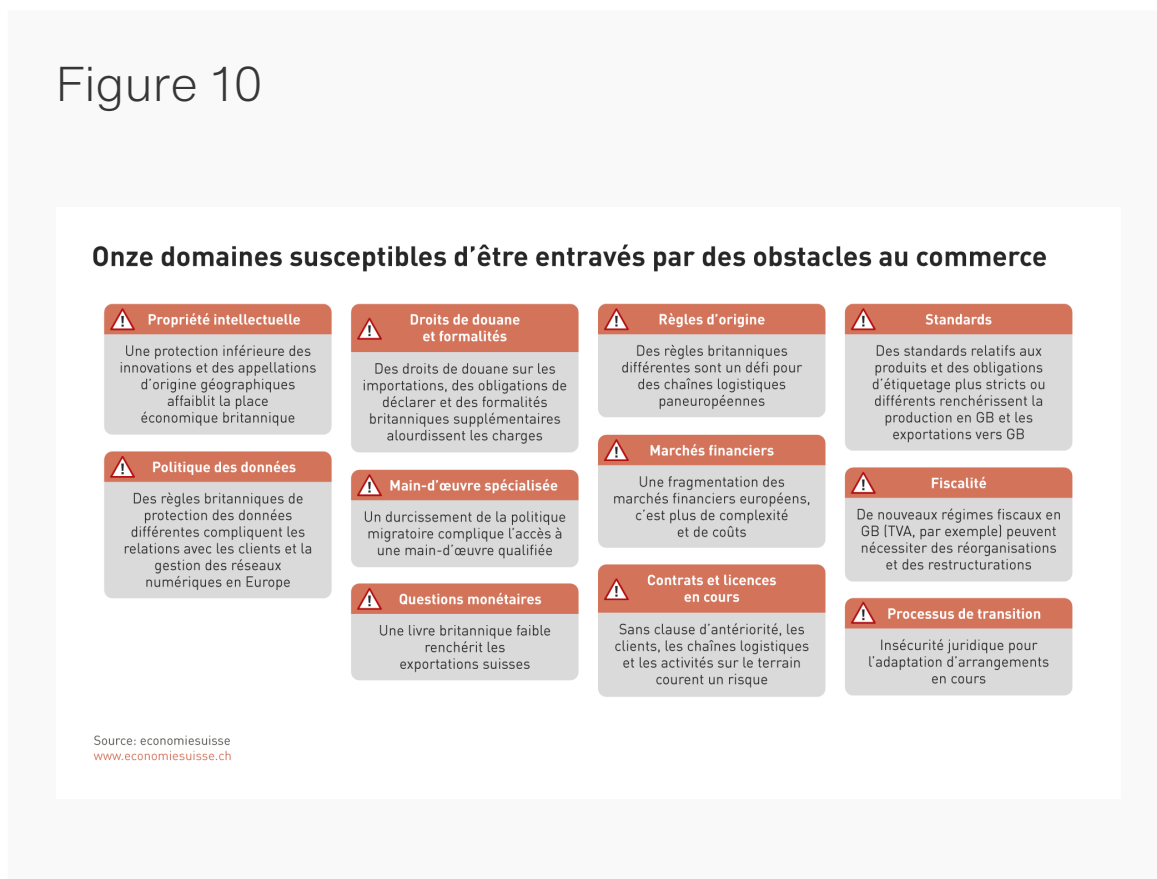 Figure 10
Onze domaines susceptibles d’être entravés par des obstacles au commerce
Propriété intellectuelle
Une protection inférieure des
innovations et des appellations
d’origine géographiques
affaiblit la place
économique britannique
Politique des données
Des règles britanniques de
protection des données
différentes compliquent les
relations avec les clients et la
gestion des réseaux
numériques en Europe
Droits de douane
et formalités
Des droits de douane sur les
importations, des obligations de
déclarer et des formalités
britanniques supplémentaires
alourdissent les charges
Main-d’œuvre spécialisée
Un durcissement de la politique
migratoire complique l’accès à
une main-d’œuvre qualifiée
Questions monétaires
Une livre britannique faible
renchérit les
exportations suisses
Règles d’origine
Des règles britanniques
différentes sont un défi pour
des chaînes logistiques
paneuropéennes
Marchés financiers
Une fragmentation des
marchés financiers européens,
c’est plus de complexité
et de coûts
Contrats et licences
en cours
Sans clause d’antériorité, les
clients, les chaînes logistiques
et les activités sur le terrain
courent un risque
Standards
Des standards relatifs aux
produits et des obligations
d’étiquetage plus stricts ou
différents renchérissent la
production en GB et les
exportations vers GB
Fiscalité
De nouveaux régimes fiscaux en
GB (TVA, par exemple) peuvent
nécessiter des réorganisations
et des restructurations
Processus de transition
Insécurité juridique pour
l’adaptation d’arrangements
en cours
Source: economiesuisse
www.economiesuisse.ch